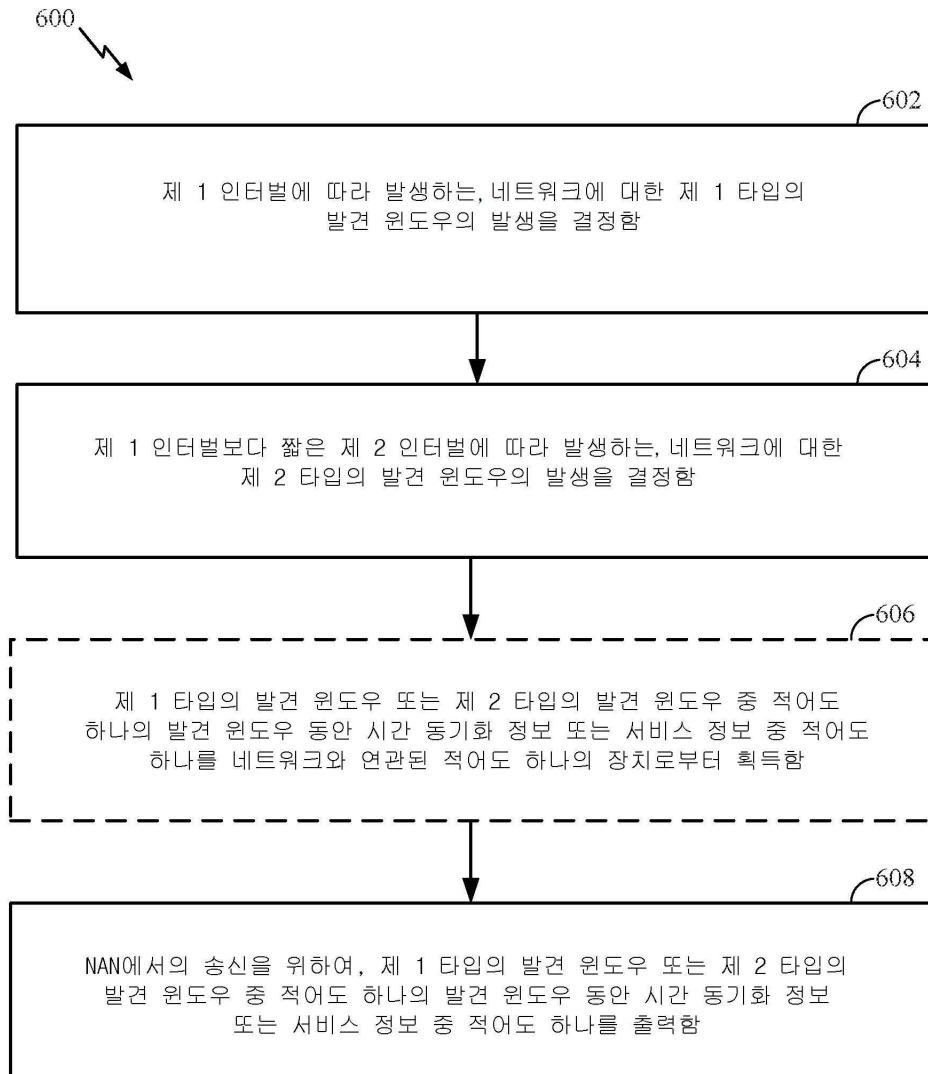 600
602
제 1 인터벌에 따라 발생하는, 네트워크에 대한 제 1 타입의
발견 윈도우의 발생을 결정함
604
제 1 인터벌보다 짧은 제 2 인터벌에 따라 발생하는, 네트워크에 대한
제 2 타입의 발견 윈도우의 발생을 결정함
606
제 1 타입의 발견 윈도우 또는 제 2 타입의 발견 윈도우 중 적어도
하나의 발견 윈도우 동안 시간 동기화 정보 또는 서비스 정보 중 적어도
하나를 네트워크와 연관된 적어도 하나의 장치로부터 획득함
608
NAN에서의 송신을 위하여, 제 1 타입의 발견 윈도우 또는 제 2 타입의
발견 윈도우 중 적어도 하나의 발견 윈도우 동안 시간 동기화 정보
또는 서비스 정보 중 적어도 하나를 출력함